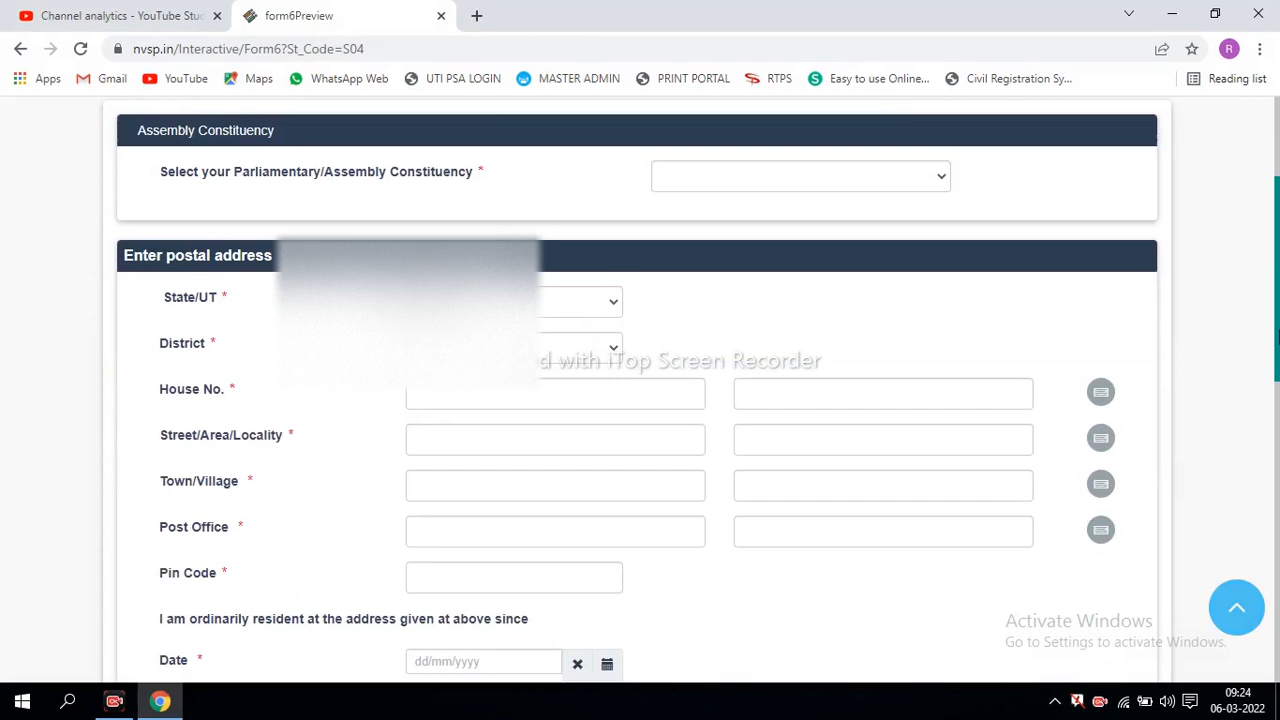 Channel analytics - YouTube Stu
form6Preview
nvsp.in/Interactive/Form6?St_Code=S04
R
Apps Gmail YouTube Maps WhatsApp Web UTI PSA LOGIN MASTER ADMIN PRINT PORTAL RTPS Easy to use Online... Civil Registration Sy... Reading list
Assembly Constituency
Select your Parliamentary/Assembly Constituency *
Enter postal address
State/UT *
District *
d with iTop Screen Recorder
House No. *
Street/Area/Locality *
Town/Village *
Post Office *
Pin Code *
I am ordinarily resident at the address given at above since
Date * dd/mm/yyyy
Activate Windows
Go to Settings to activate Windows.
09:24
06-03-2022